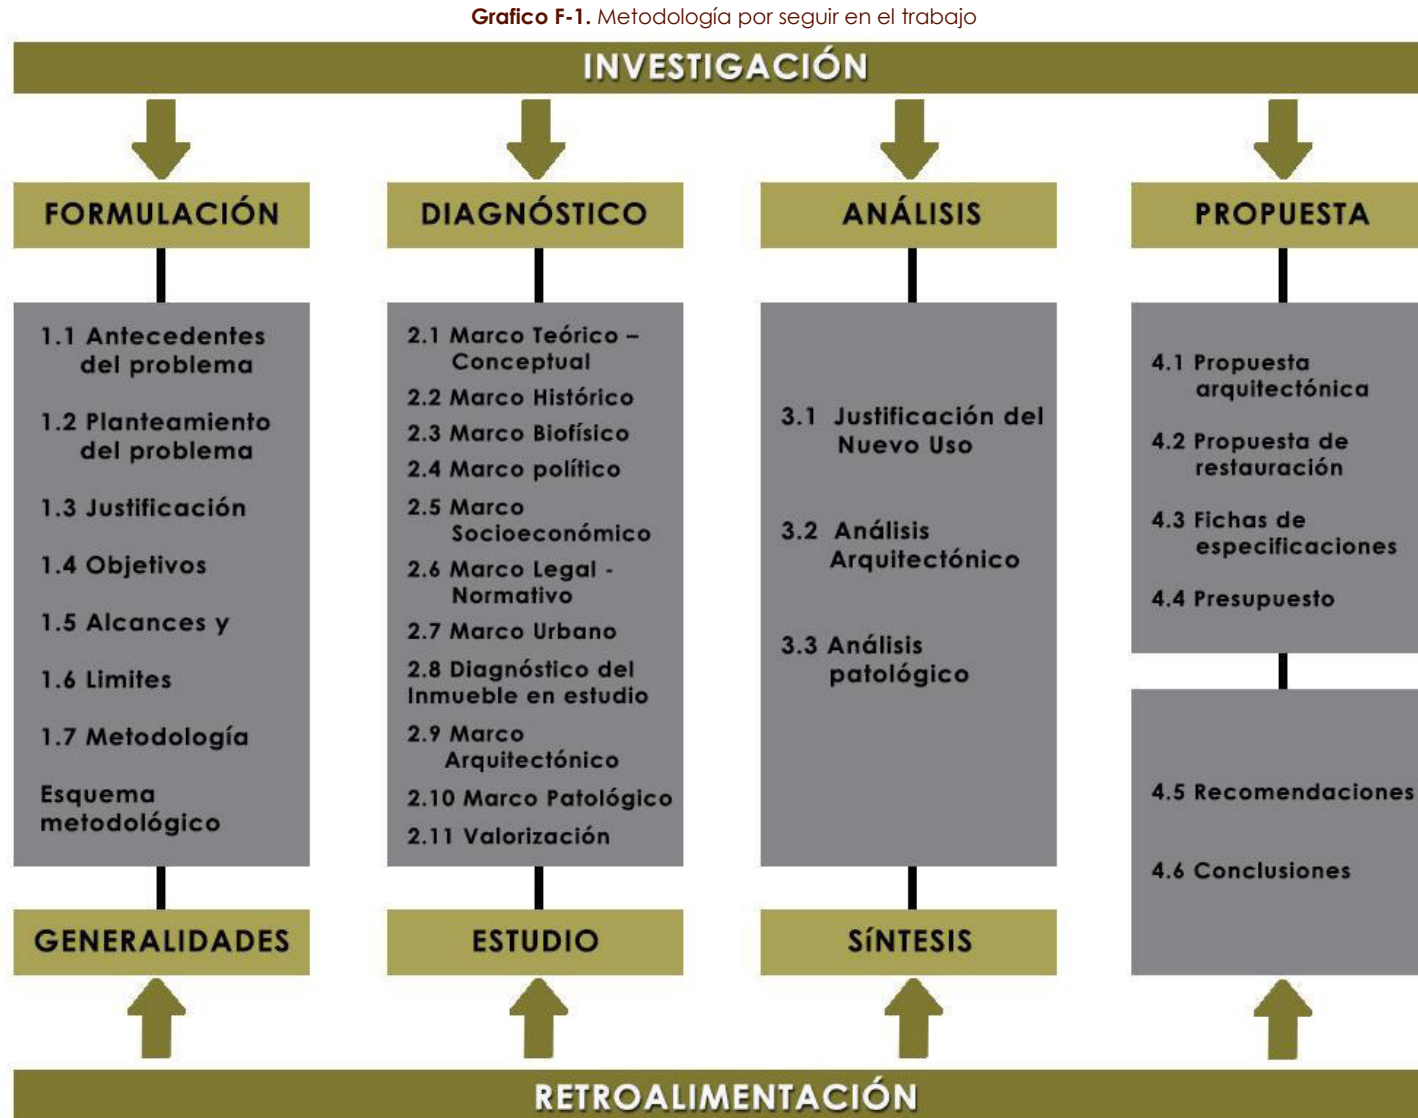 Grafico F-1. Metodología por seguir en el trabajo
INVESTIGACIÓN
FORMULACIÓN
1.1 Antecedentes
del problema
1.2 Planteamiento
del problema
1.3 Justificación
1.4 Objetivos
1.5 Alcances y
1.6 Limites
1.7 Metodología
Esquema
metodológico
GENERALIDADES
DIAGNÓSTICO
2.1 Marco Teórico –
Conceptual
2.2 Marco Histórico
2.3 Marco Biofísico
2.4 Marco político
2.5 Marco
Socioeconómico
2.6 Marco Legal -
Normativo
2.7 Marco Urbano
2.8 Diagnóstico del
Inmueble en estudio
2.9 Marco
Arquitectónico
2.10 Marco Patológico
2.11 Valorización
ESTUDIO
ANÁLISIS
3.1 Justificación del
Nuevo Uso
3.2 Análisis
Arquitectónico
3.3 Análisis
patológico
SíNTESIS
PROPUESTA
4.1 Propuesta
arquitectónica
4.2 Propuesta de
restauración
4.3 Fichas de
especificaciones
4.4 Presupuesto
4.5 Recomendaciones
4.6 Conclusiones
RETROALIMENTACIÓN